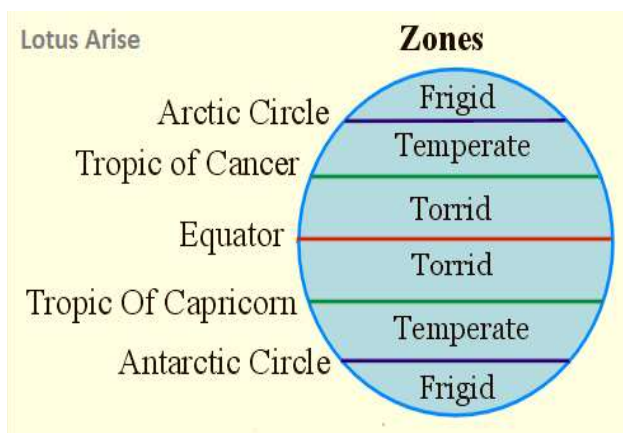 Lotus Arise
Zones
Frigid
Arctic Circle
Temperate
Tropic of Cancer
Torrid
Equator
Torrid
Tropic Of Capricorn
Temperate
Antarctic Circle
Frigid